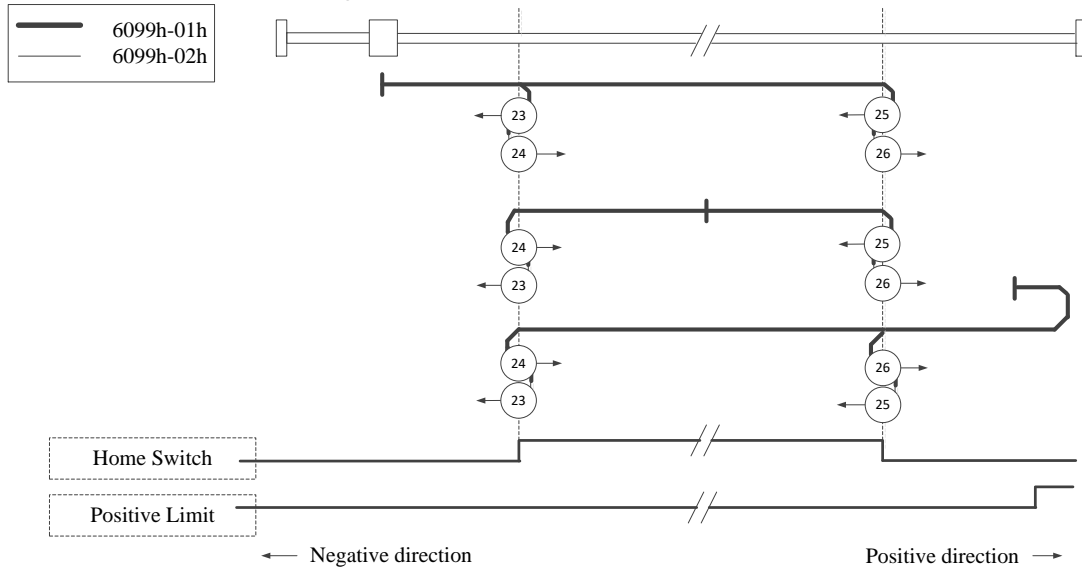 6099h-01h
6099h-02h
23
25
24
26
24
25
23
26
24
26
23
25
Home Switch
Positive Limit
Negative direction
Positive direction